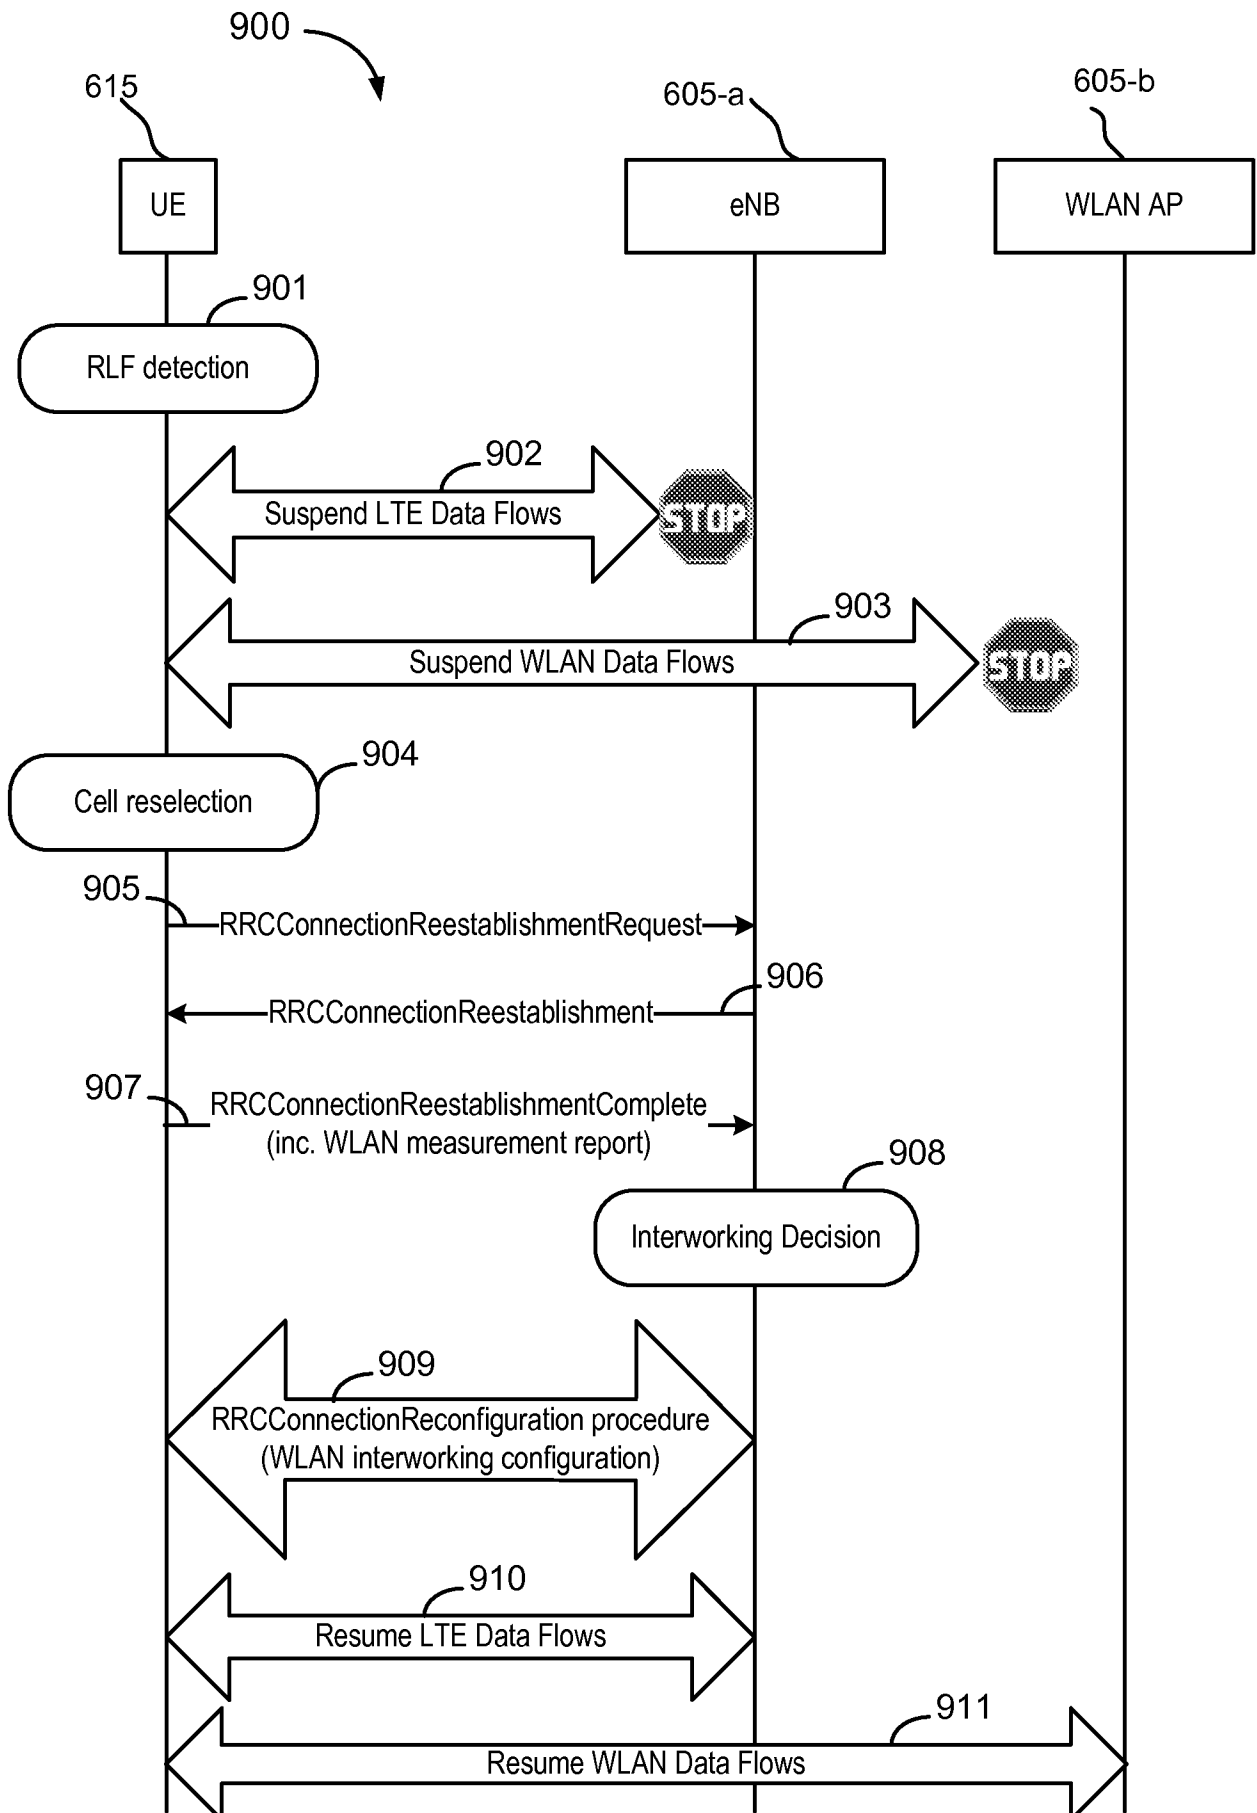 900
615
605-a
605-b
UE
eNB
WLAN AP
901
RLF detection
902
Suspend LTE Data Flows
STOP
903
Suspend WLAN Data Flows
STOP
904
Cell reselection
905
RRCConnectionReestablishmentRequest
906
RRCConnectionReestablishment
907
RRCConnectionReestablishmentComplete
(inc. WLAN measurement report)
908
Interworking Decision
909
RRCConnectionReconfiguration procedure
(WLAN interworking configuration)
910
Resume LTE Data Flows
911
Resume WLAN Data Flows